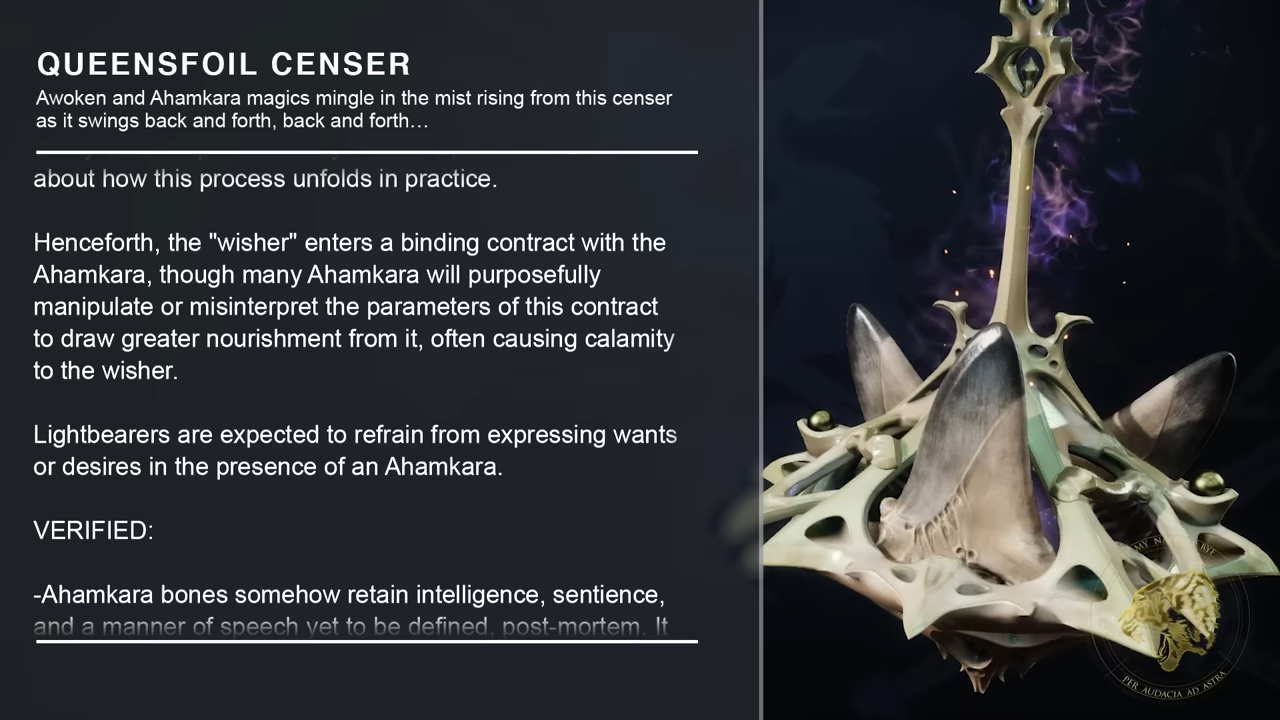 QUEENSFOIL CENSER
Awoken and Ahamkara magics mingle in the mist rising from this censer
as it swings back and forth, back and forth…
about how this process unfolds in practice.
Henceforth, the "wisher" enters a binding contract with the
Ahamkara, though many Ahamkara will purposefully
manipulate or misinterpret the parameters of this contract
to draw greater nourishment from it, often causing calamity
to the wisher.
Lightbearers are expected to refrain from expressing wants
or desires in the presence of an Ahamkara.
VERIFIED:
-Ahamkara bones somehow retain intelligence, sentience,
and a manner of speech yet to be defined, post-mortem. It
MY NA BYF
PER AUDACIA AD ASTRA